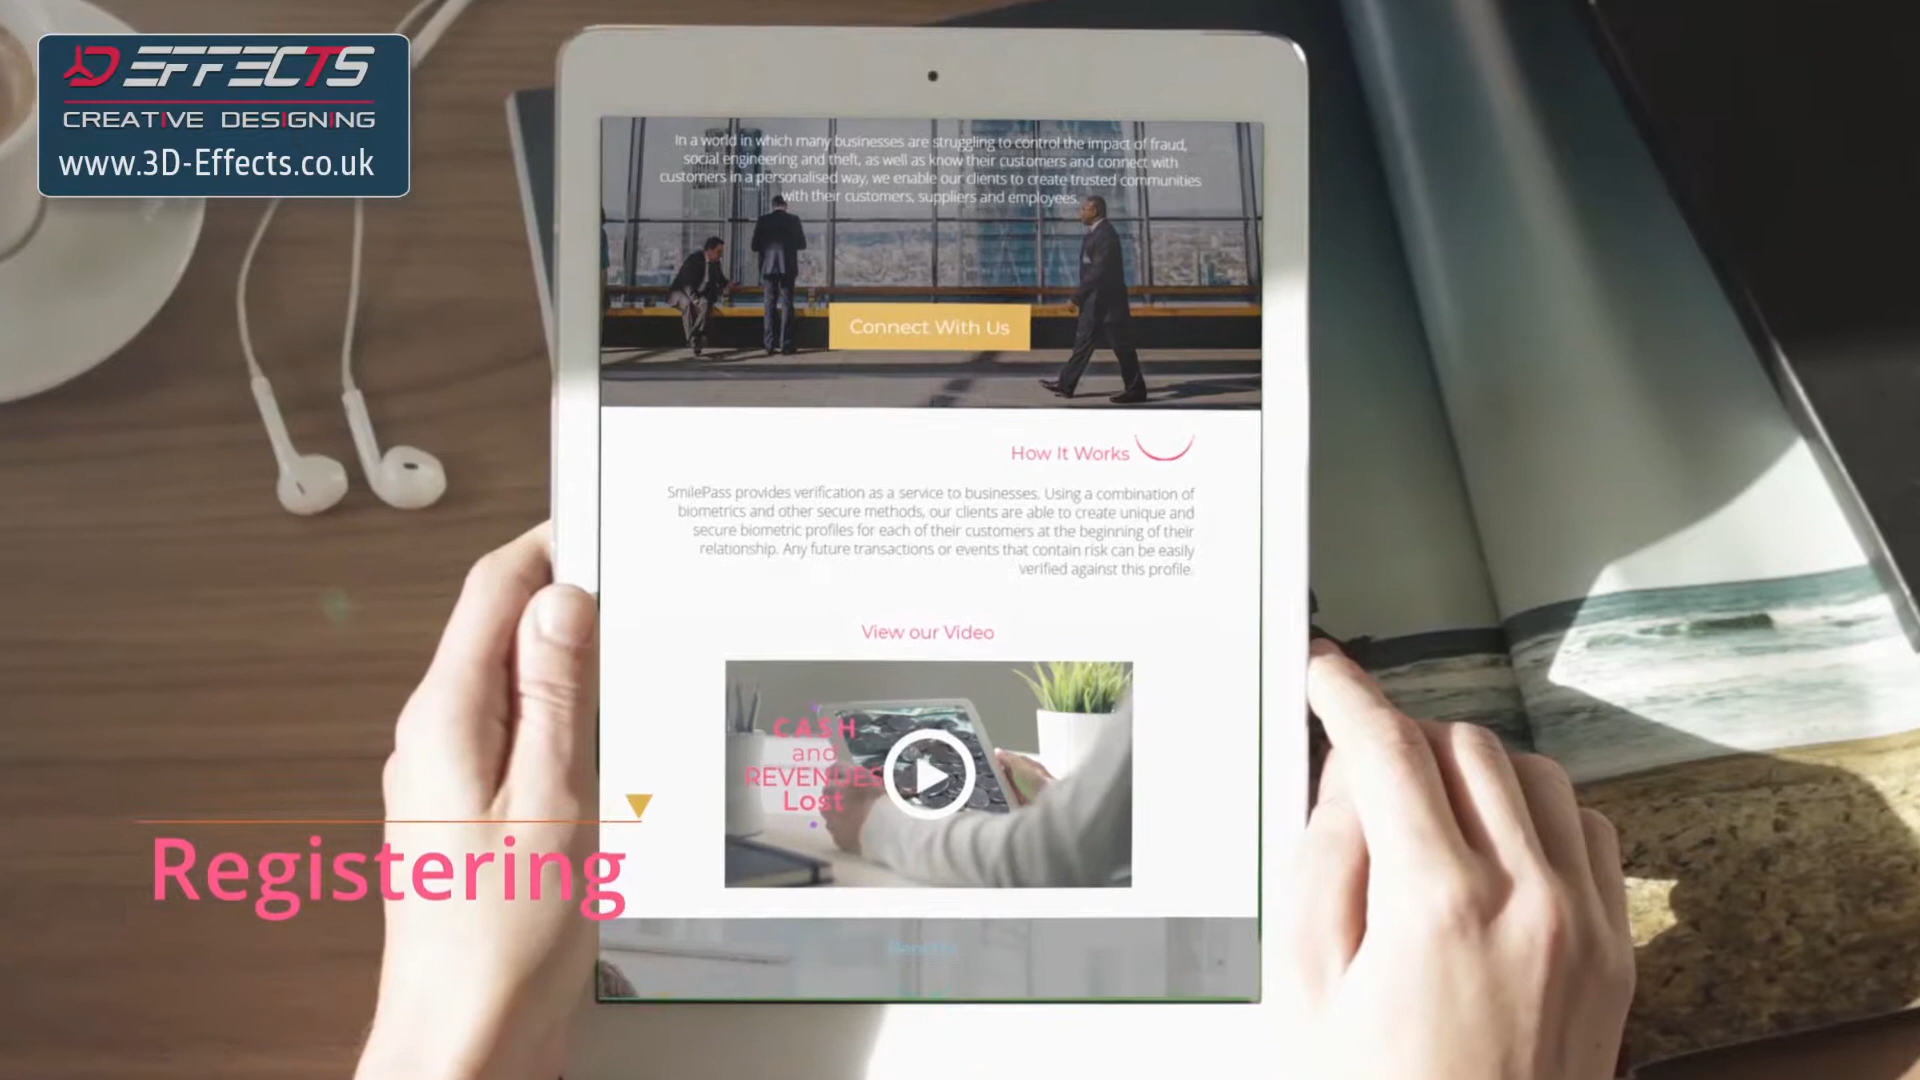 3D EFFECTS
CREATIVE DESIGNING
www.3D-Effects.co.uk
In a world in which many businesses are struggling to control the impact of fraud,
social engineering and theft, as well as know their customers and connect with
customers in a personalised way, we enable our clients to create trusted communities
with their customers, suppliers and employees.
Connect With Us
How It Works
SmilePass provides verification as a service to businesses. Using a combination of
biometrics and other secure methods, our clients are able to create unique and
secure biometric profiles for each of their customers at the beginning of their
relationship. Any future transactions or events that contain risk can be easily
verified against this profile.
View our Video
CASH
and
REVENUES
Lost
Registering
Benefits